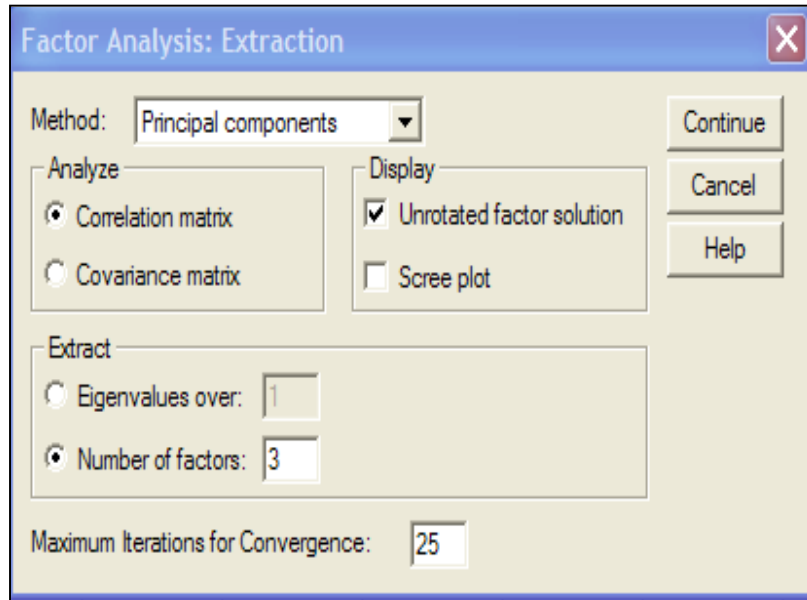 Factor Analysis: Extraction
Method: Principal components
Continue
Analyze
Display
Cancel
Correlation matrix
Unrotated factor solution
Help
Covariance matrix
Scree plot
Extract
Eigenvalues over: 1
Number of factors: 3
Maximum Iterations for Convergence: 25